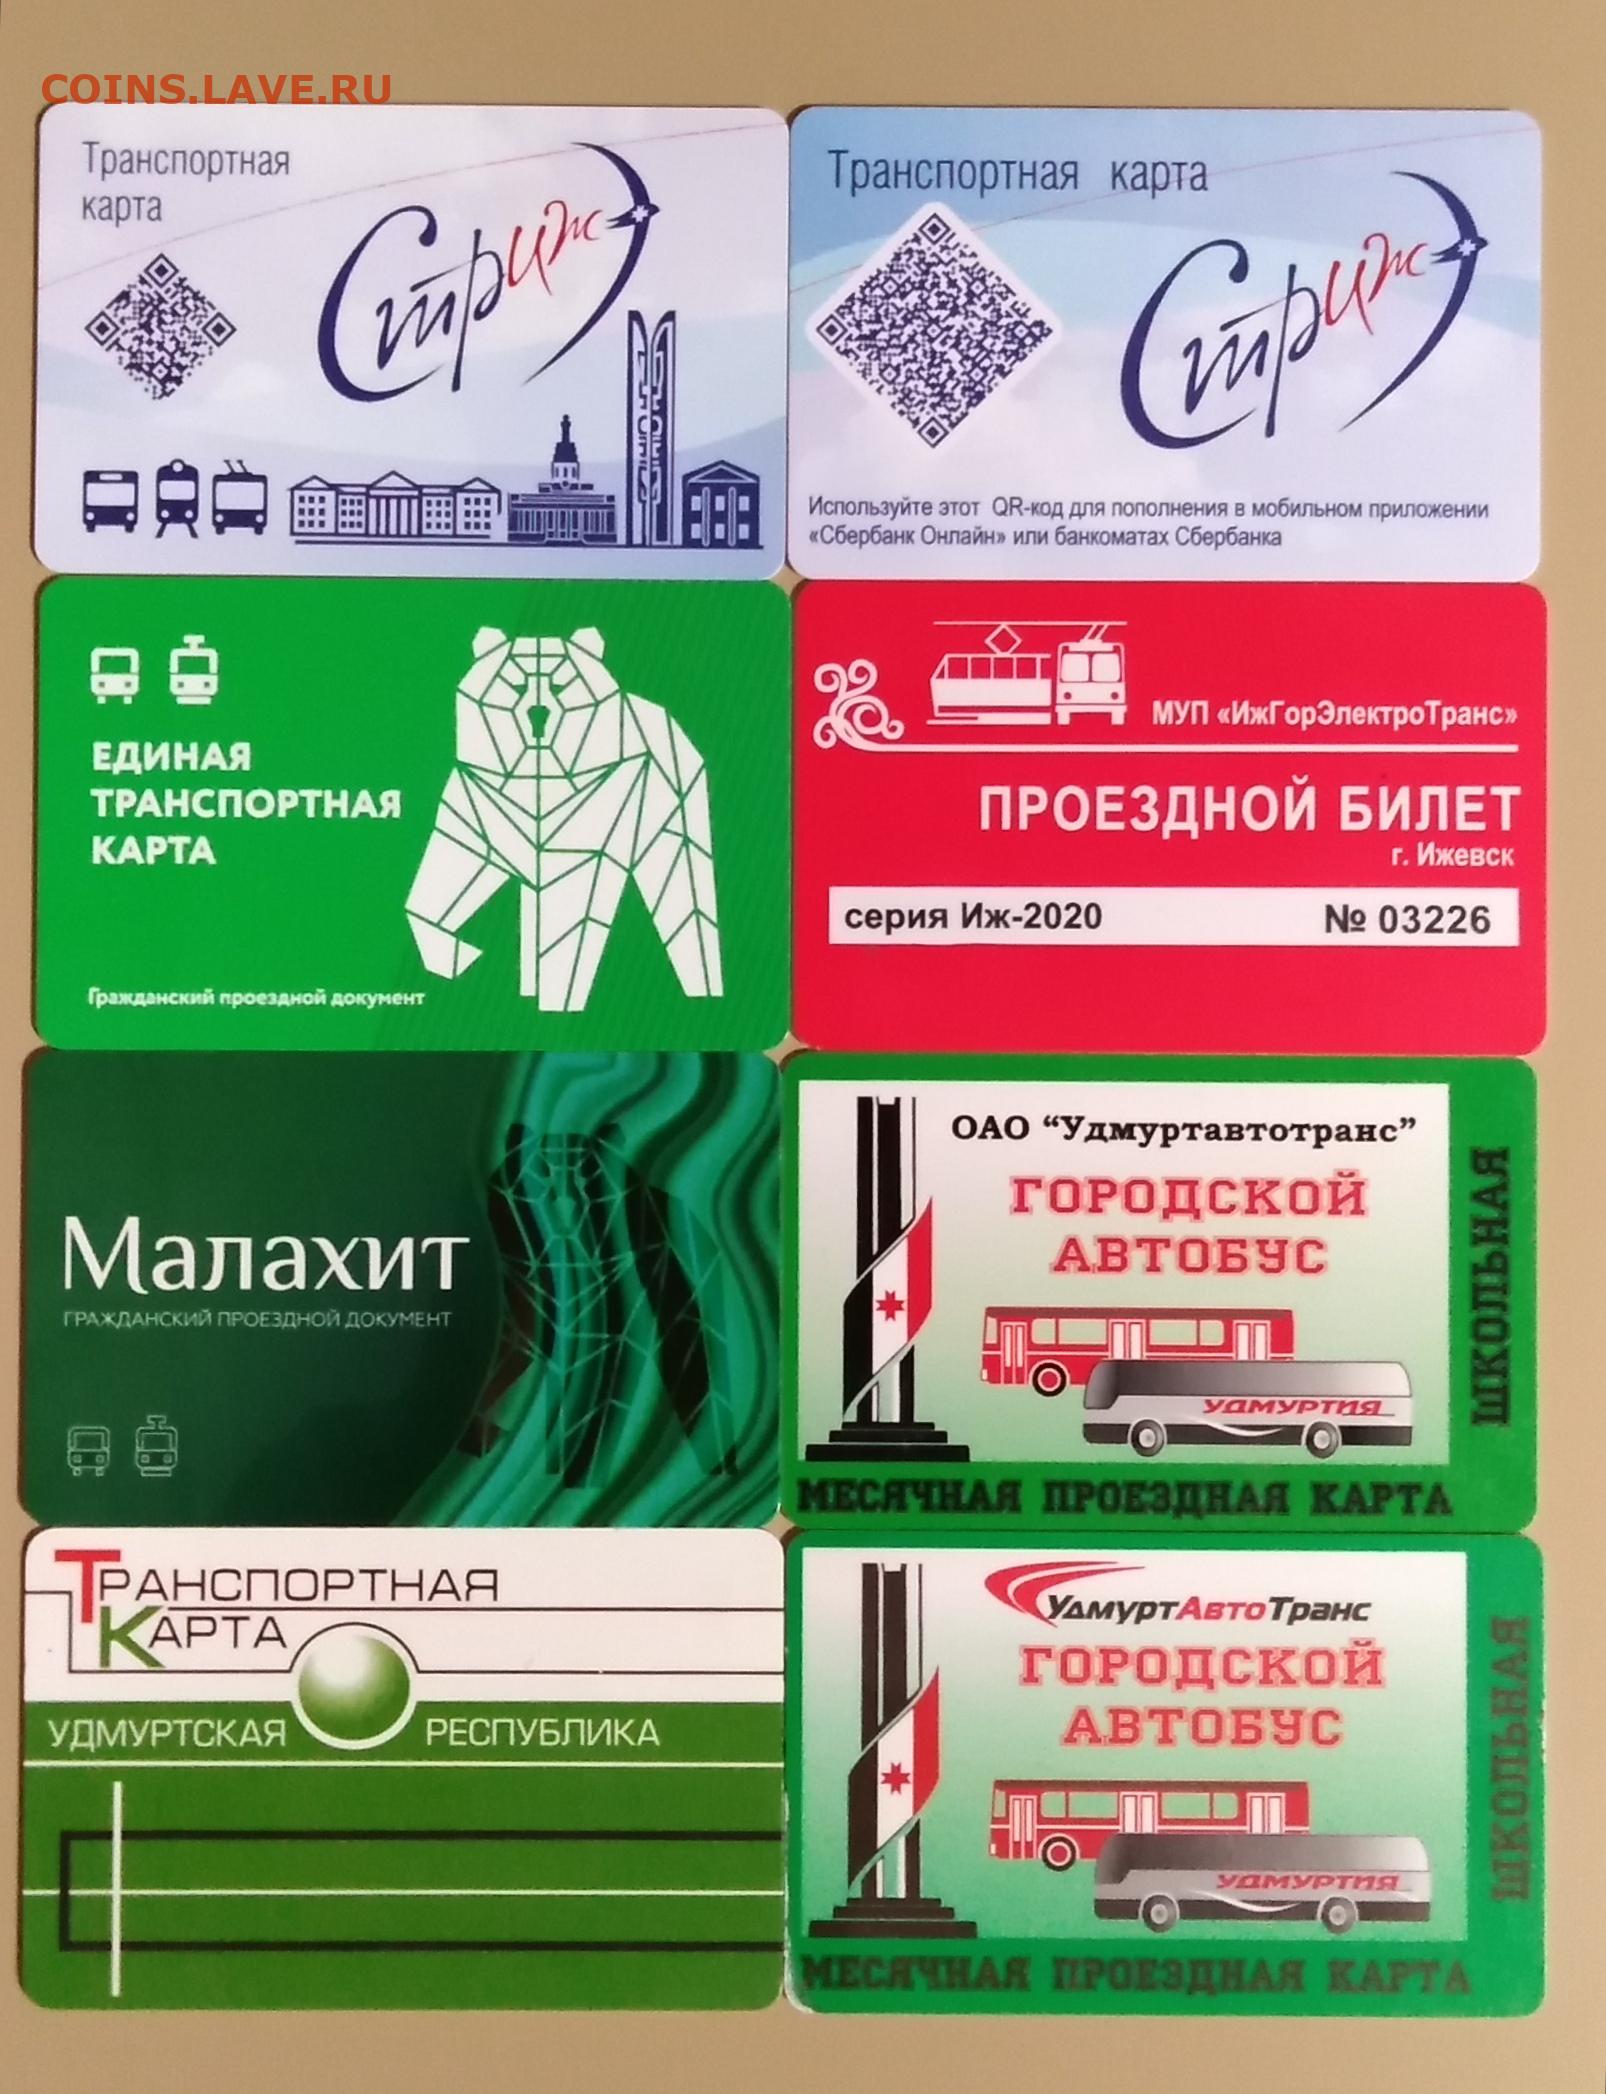 COINS.LAVE.RU
Транспортная
карта
Стриж
Транспортная карта
Стриж
Используйте этот QR-код для пополнения в мобильном приложении
«Сбербанк Онлайн» или банкоматах Сбербанка
ЕДИНАЯ
ТРАНСПОРТНАЯ
КАРТА
Гражданский проездной документ
МУП «ИжГорЭлектроТранс»
ПРОЕЗДНОЙ БИЛЕТ
г. Ижевск
серия Иж-2020 № 03226
Малахит
ГРАЖДАНСКИЙ ПРОЕЗДНОЙ ДОКУМЕНТ
ОАО “Удмуртавтотранс”
ГОРОДСКОЙ
АВТОБУС
УДМУРТИЯ
ШКОЛЬНАЯ
МЕСЯЧНАЯ ПРОЕЗДНАЯ КАРТА
ТРАНСПОРТНАЯ
КАРТА
УДМУРТСКАЯ РЕСПУБЛИКА
УдмуртАвтоТранс
ГОРОДСКОЙ
АВТОБУС
УДМУРТИЯ
ШКОЛЬНАЯ
МЕСЯЧНАЯ ПРОЕЗДНАЯ КАРТА